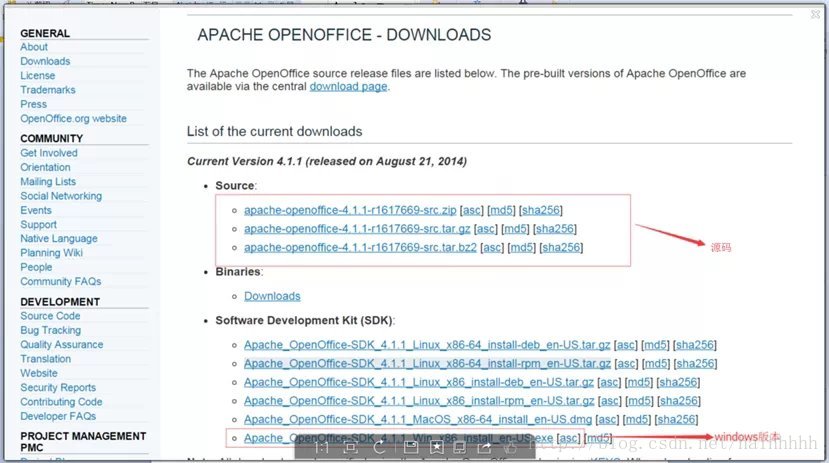 GENERAL
About
Downloads
License
Trademarks
Press
OpenOffice.org website
COMMUNITY
Get Involved
Orientation
Mailing Lists
Social Networking
Events
Support
Native Language
Planning Wiki
People
Community FAQs
DEVELOPMENT
Source Code
Bug Tracking
Quality Assurance
Translation
Website
Security Reports
Contributing Code
Developer FAQs
PROJECT MANAGEMENT
PMC
APACHE OPENOFFICE - DOWNLOADS
The Apache OpenOffice source release files are listed below. The pre-built versions of Apache OpenOffice are
available via the central download page.
List of the current downloads
Current Version 4.1.1 (released on August 21, 2014)
Source:
apache-openoffice-4.1.1-r1617669-src.zip [asc] [md5] [sha256]
apache-openoffice-4.1.1-r1617669-src.tar.gz [asc] [md5] [sha256]
apache-openoffice-4.1.1-r1617669-src.tar.bz2 [asc] [md5] [sha256]
源码
Binaries:
Downloads
Software Development Kit (SDK):
Apache_OpenOffice-SDK_4.1.1_Linux_x86-64_install-deb_en-US.tar.gz [asc] [md5] [sha256]
Apache_OpenOffice-SDK_4.1.1_Linux_x86-64_install-rpm_en-US.tar.gz [asc] [md5] [sha256]
Apache_OpenOffice-SDK_4.1.1_Linux_x86_install-deb_en-US.tar.gz [asc] [md5] [sha256]
Apache_OpenOffice-SDK_4.1.1_Linux_x86_install-rpm_en-US.tar.gz [asc] [md5] [sha256]
Apache_OpenOffice-SDK_4.1.1_MacOS_x86-64_install_en-US.dmg [asc] [md5] [sha256]
Apache_OpenOffice-SDK_4.1.1_Win_x86_install_en-US.exe [asc] [md5]
windows版本